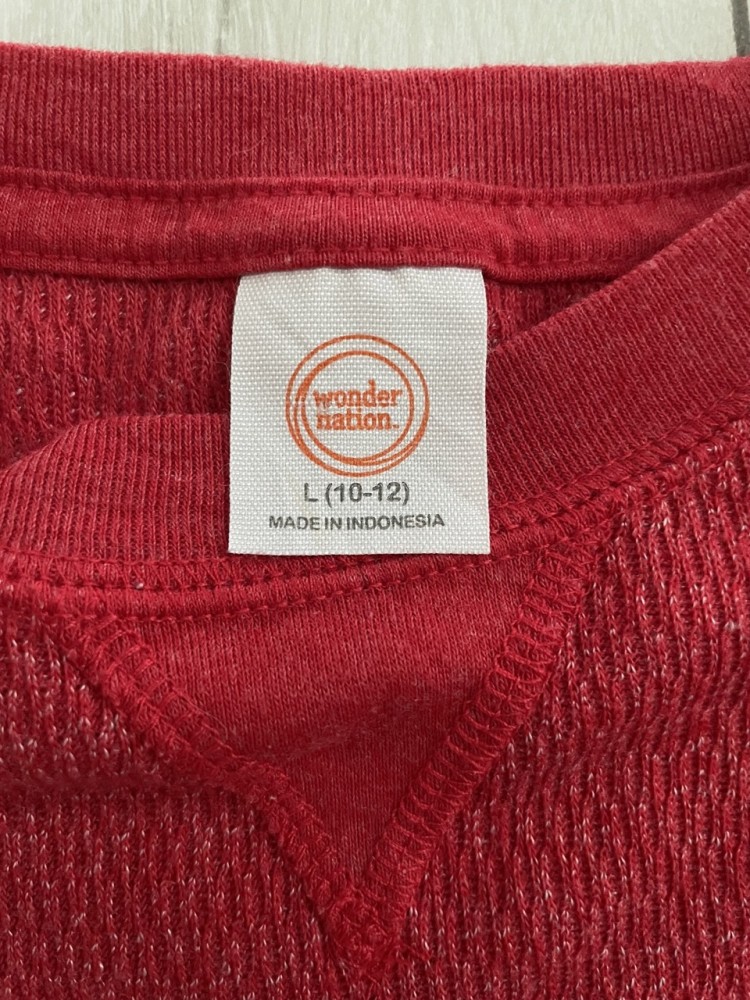 wonder
nation.
L (10-12)
MADE IN INDONESIA